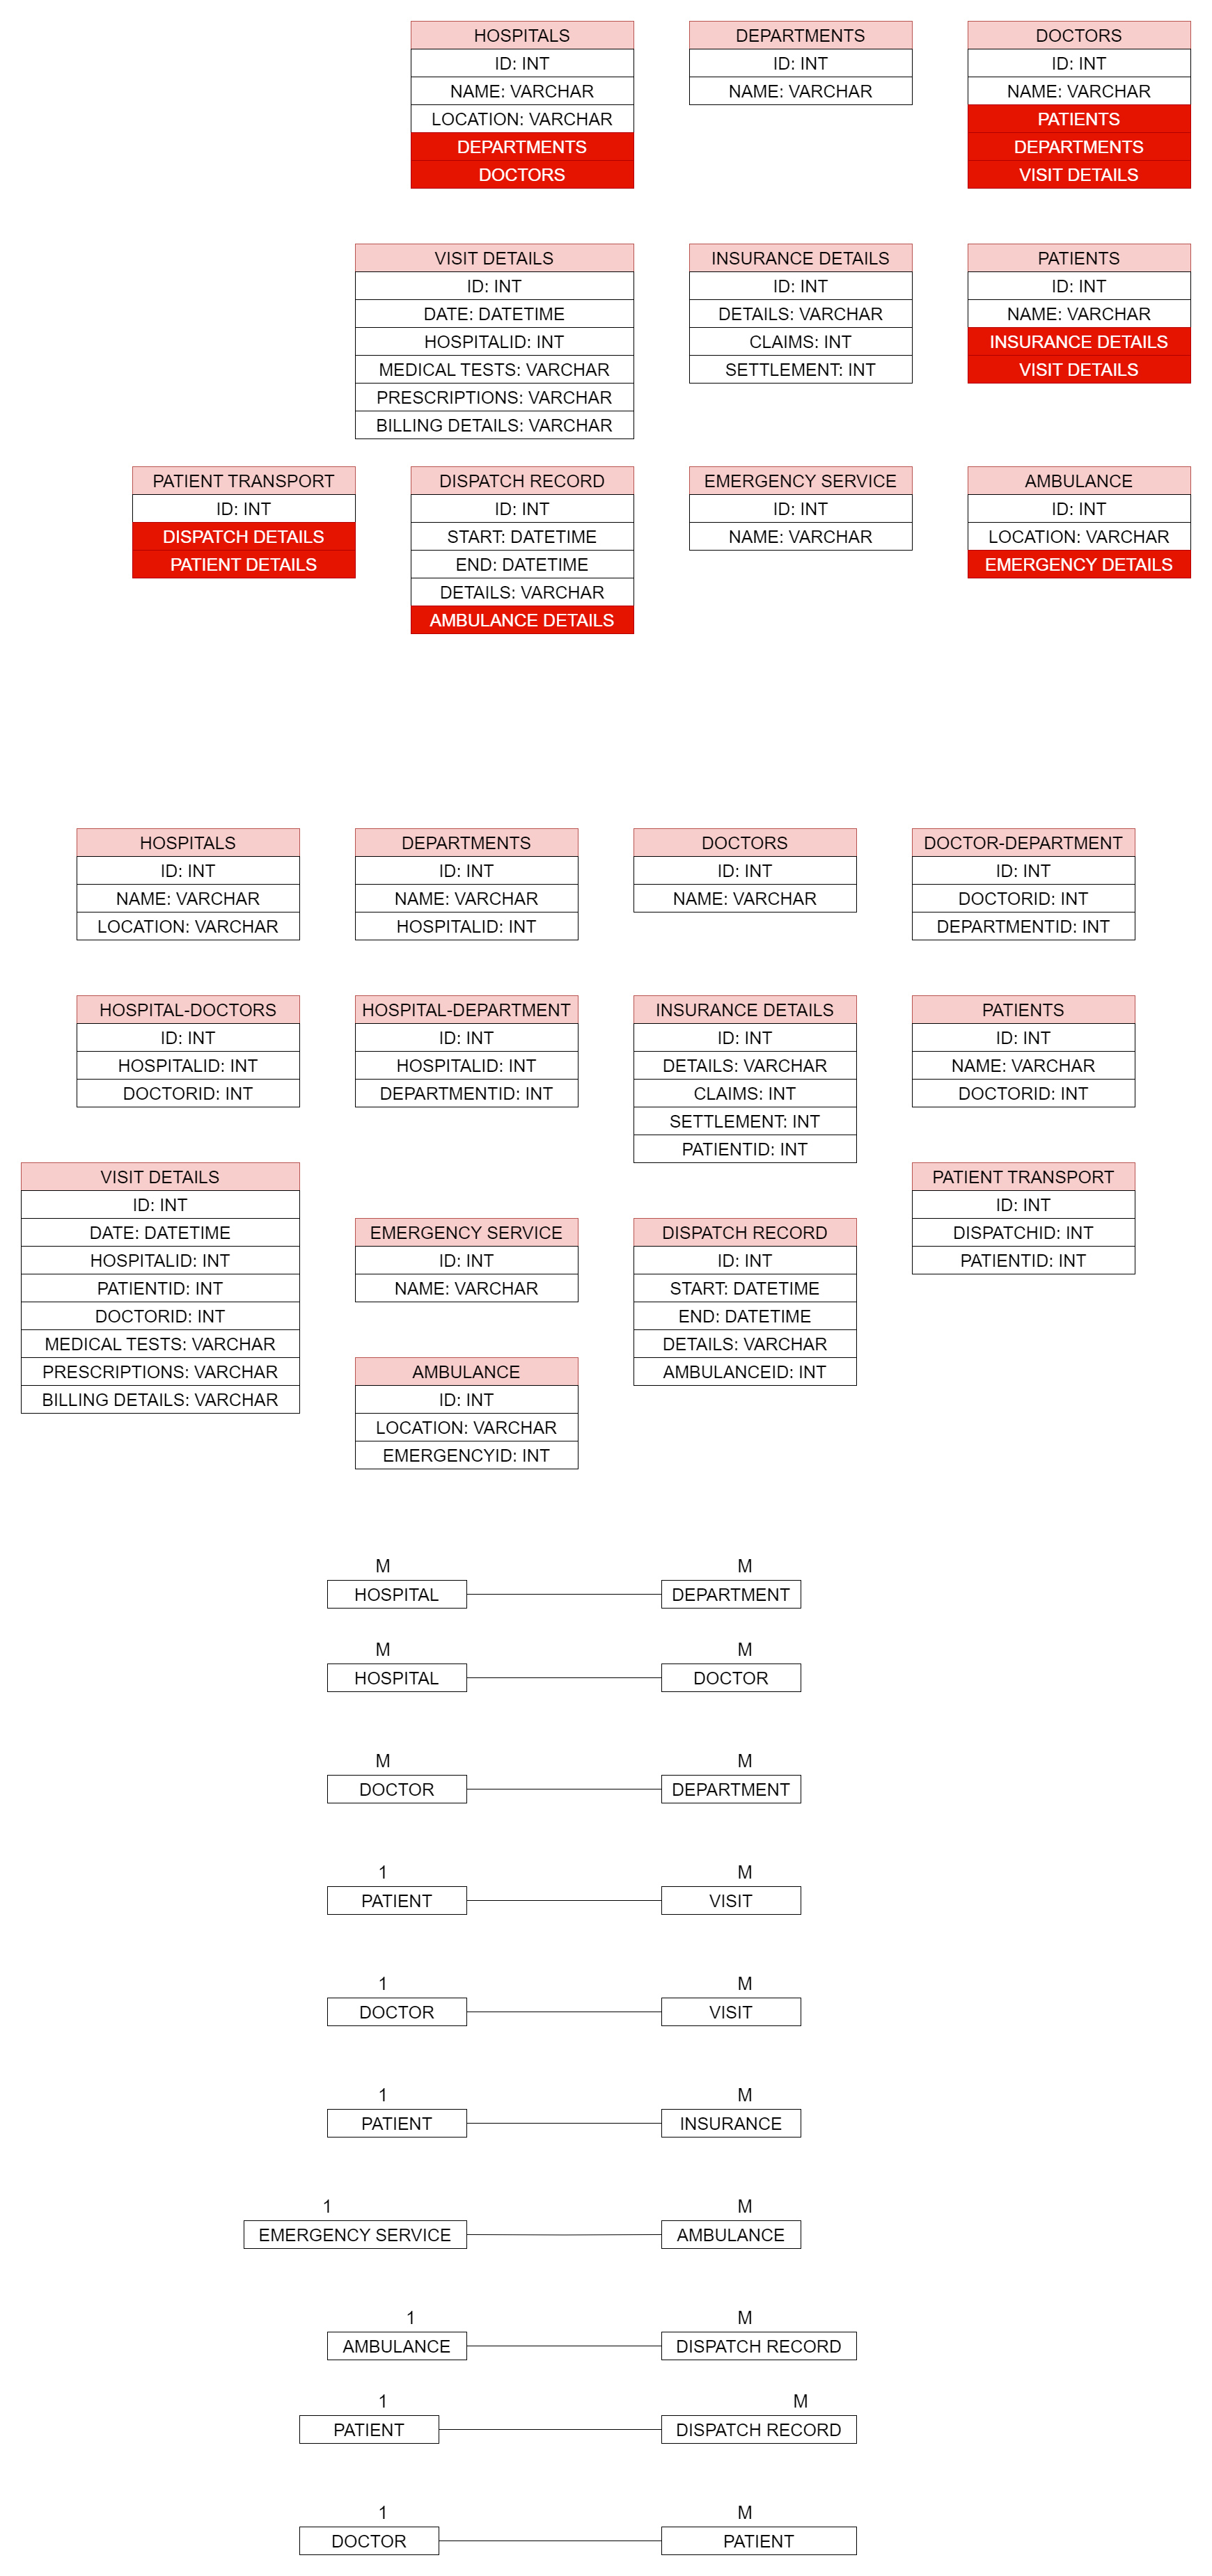 HOSPITALS
ID: INT
NAME: VARCHAR
LOCATION: VARCHAR
DEPARTMENTS
DOCTORS
DEPARTMENTS
ID: INT
NAME: VARCHAR
DOCTORS
ID: INT
NAME: VARCHAR
PATIENTS
DEPARTMENTS
VISIT DETAILS
VISIT DETAILS
ID: INT
DATE: DATETIME
HOSPITALID: INT
MEDICAL TESTS: VARCHAR
PRESCRIPTIONS: VARCHAR
BILLING DETAILS: VARCHAR
INSURANCE DETAILS
ID: INT
DETAILS: VARCHAR
CLAIMS: INT
SETTLEMENT: INT
PATIENTS
ID: INT
NAME: VARCHAR
INSURANCE DETAILS
VISIT DETAILS
PATIENT TRANSPORT
ID: INT
DISPATCH DETAILS
PATIENT DETAILS
DISPATCH RECORD
ID: INT
START: DATETIME
END: DATETIME
DETAILS: VARCHAR
AMBULANCE DETAILS
EMERGENCY SERVICE
ID: INT
NAME: VARCHAR
AMBULANCE
ID: INT
LOCATION: VARCHAR
EMERGENCY DETAILS
HOSPITALS
ID: INT
NAME: VARCHAR
LOCATION: VARCHAR
DEPARTMENTS
ID: INT
NAME: VARCHAR
HOSPITALID: INT
DOCTORS
ID: INT
NAME: VARCHAR
DOCTOR-DEPARTMENT
ID: INT
DOCTORID: INT
DEPARTMENTID: INT
HOSPITAL-DOCTORS
ID: INT
HOSPITALID: INT
DOCTORID: INT
HOSPITAL-DEPARTMENT
ID: INT
HOSPITALID: INT
DEPARTMENTID: INT
INSURANCE DETAILS
ID: INT
DETAILS: VARCHAR
CLAIMS: INT
SETTLEMENT: INT
PATIENTID: INT
PATIENTS
ID: INT
NAME: VARCHAR
DOCTORID: INT
VISIT DETAILS
ID: INT
DATE: DATETIME
HOSPITALID: INT
PATIENTID: INT
DOCTORID: INT
MEDICAL TESTS: VARCHAR
PRESCRIPTIONS: VARCHAR
BILLING DETAILS: VARCHAR
EMERGENCY SERVICE
ID: INT
NAME: VARCHAR
AMBULANCE
ID: INT
LOCATION: VARCHAR
EMERGENCYID: INT
DISPATCH RECORD
ID: INT
START: DATETIME
END: DATETIME
DETAILS: VARCHAR
AMBULANCEID: INT
PATIENT TRANSPORT
ID: INT
DISPATCHID: INT
PATIENTID: INT
M M
HOSPITAL DEPARTMENT
M M
HOSPITAL DOCTOR
M M
DOCTOR DEPARTMENT
1 M
PATIENT VISIT
1 M
DOCTOR VISIT
1 M
PATIENT INSURANCE
1 M
EMERGENCY SERVICE AMBULANCE
1 M
AMBULANCE DISPATCH RECORD
1 M
PATIENT DISPATCH RECORD
1 M
DOCTOR PATIENT